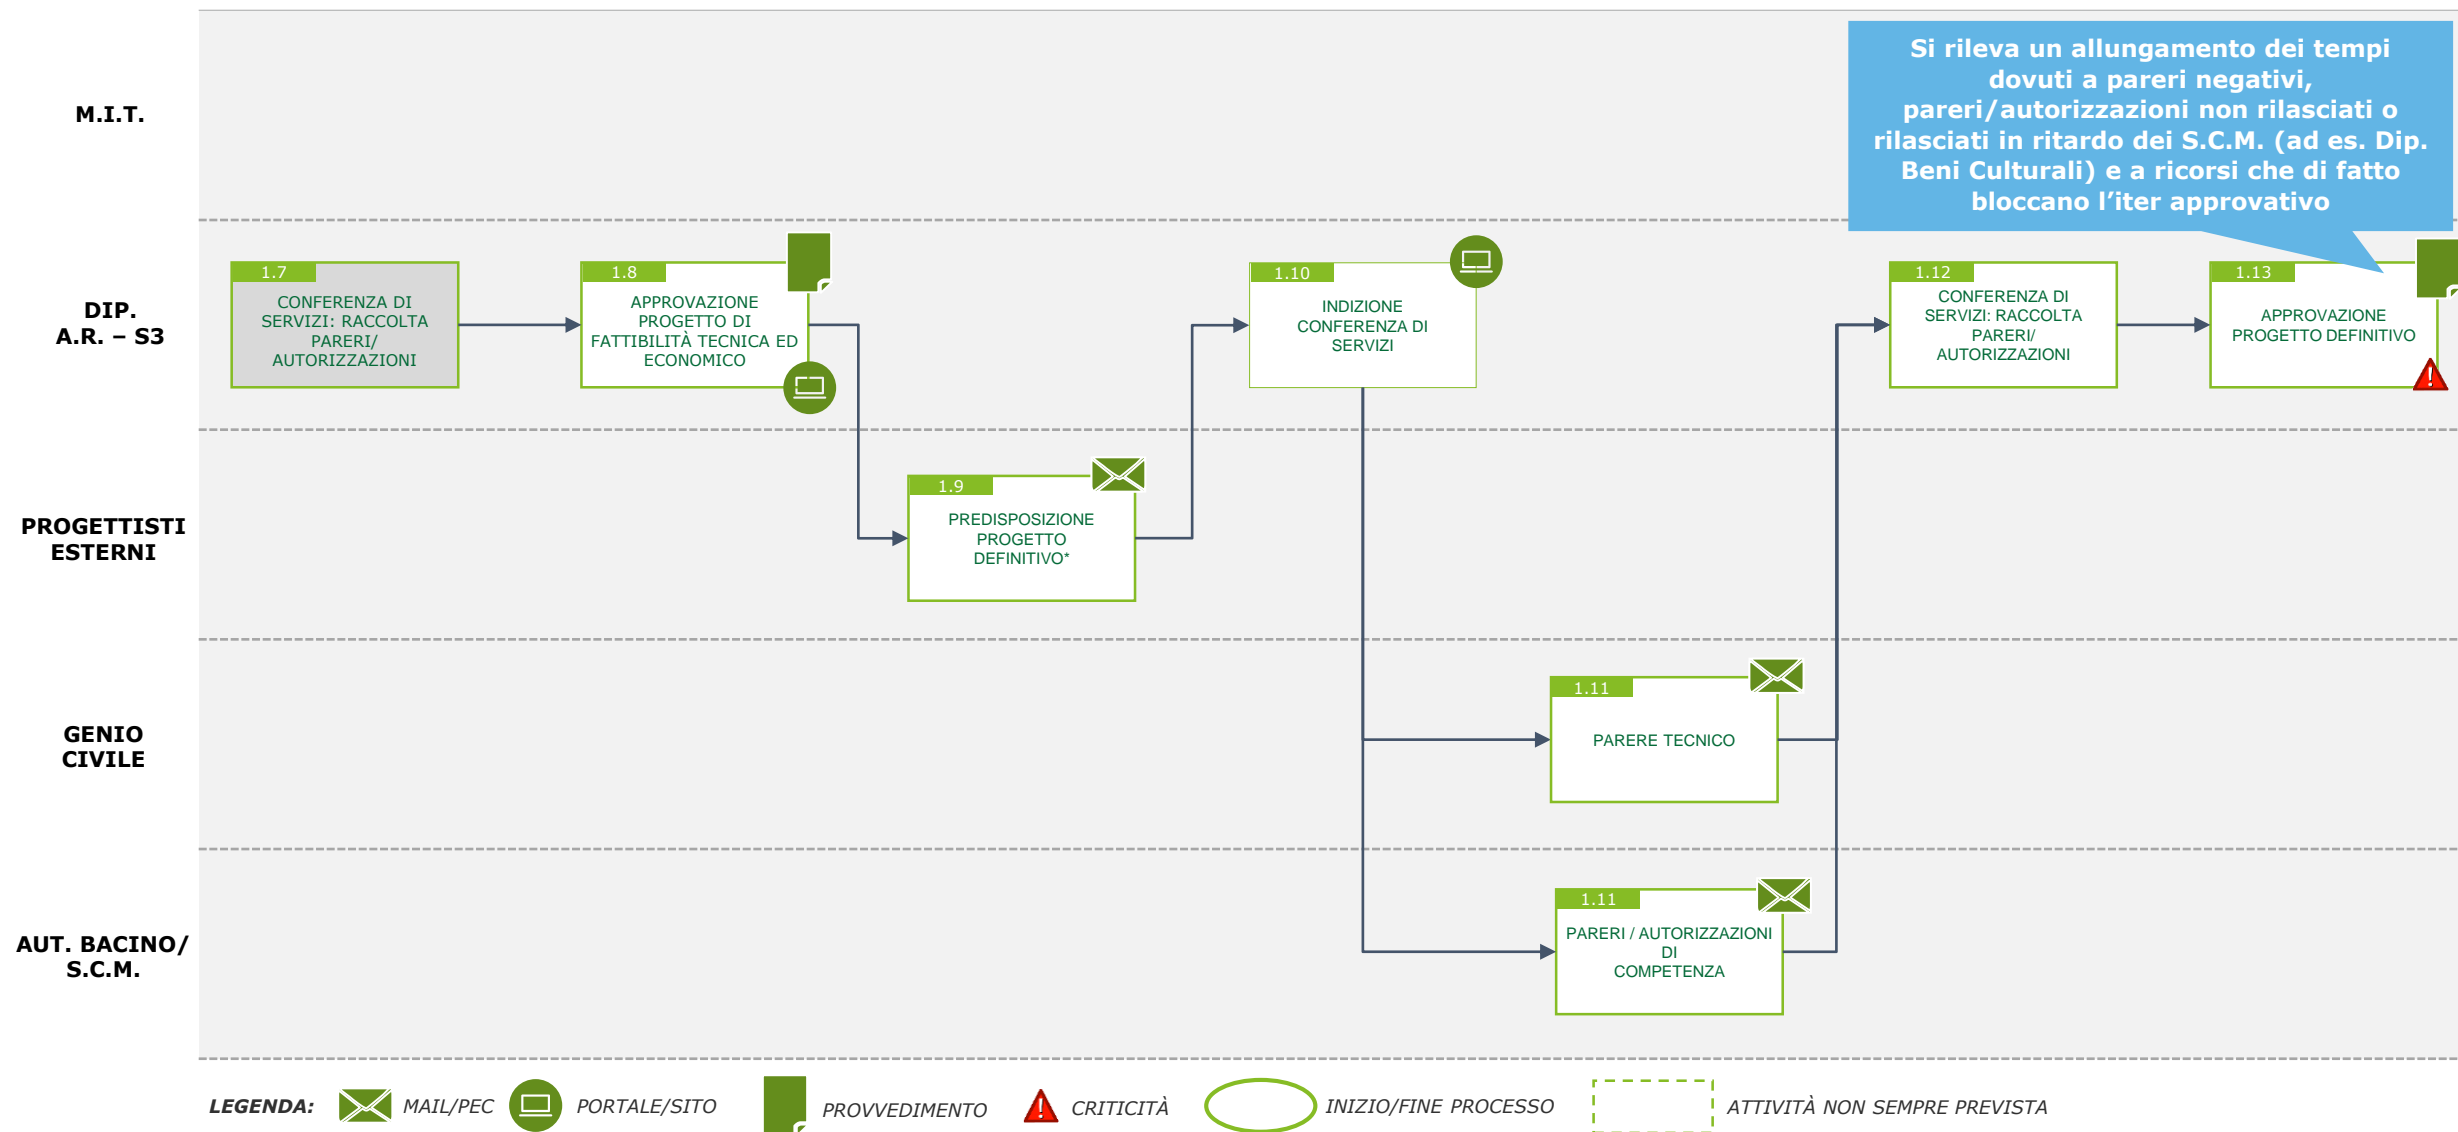 Si rileva un allungamento dei tempi
dovuti a pareri negativi,
pareri/autorizzazioni non rilasciati o
rilasciati in ritardo dei S.C.M. (ad es. Dip.
Beni Culturali) e a ricorsi che di fatto
bloccano l’iter approvativo
M.I.T.
DIP.
A.R. – S3
1.7
CONFERENZA DI
SERVIZI: RACCOLTA
PARERI/
AUTORIZZAZIONI
1.8
APPROVAZIONE
PROGETTO DI
FATTIBILITÀ TECNICA ED
ECONOMICO
1.10
INDIZIONE
CONFERENZA DI
SERVIZI
1.12
CONFERENZA DI
SERVIZI: RACCOLTA
PARERI/
AUTORIZZAZIONI
1.13
APPROVAZIONE
PROGETTO DEFINITIVO
PROGETTISTI
ESTERNI
1.9
PREDISPOSIZIONE
PROGETTO
DEFINITIVO*
GENIO
CIVILE
1.11
PARERE TECNICO
AUT. BACINO/
S.C.M.
1.11
PARERI / AUTORIZZAZIONI
DI
COMPETENZA
LEGENDA:
MAIL/PEC
PORTALE/SITO
PROVVEDIMENTO
CRITICITÀ
INIZIO/FINE PROCESSO
ATTIVITÀ NON SEMPRE PREVISTA